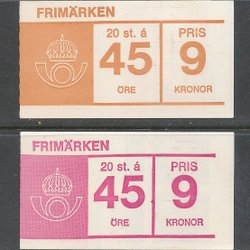 FRIMÄRKEN
20 st. á PRIS
45 9
ÖRE KRONOR
FRIMÄRKEN
20 st. á PRIS
45 9
ÖRE KRONOR